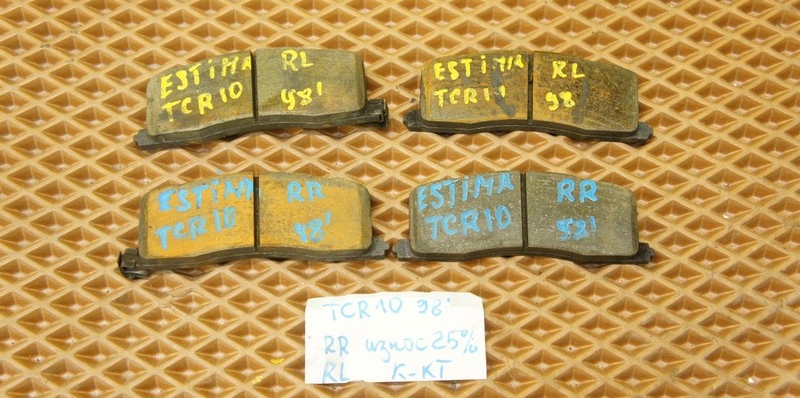 ESTIMA RL
TCR10 98'
ESTIMA RL
TCR11 98'
ESTIMA RR
TCR10 98'
ESTIMA RR
TCR10 98'
TCR10 98'
RR износ 25%
RL К-КТ